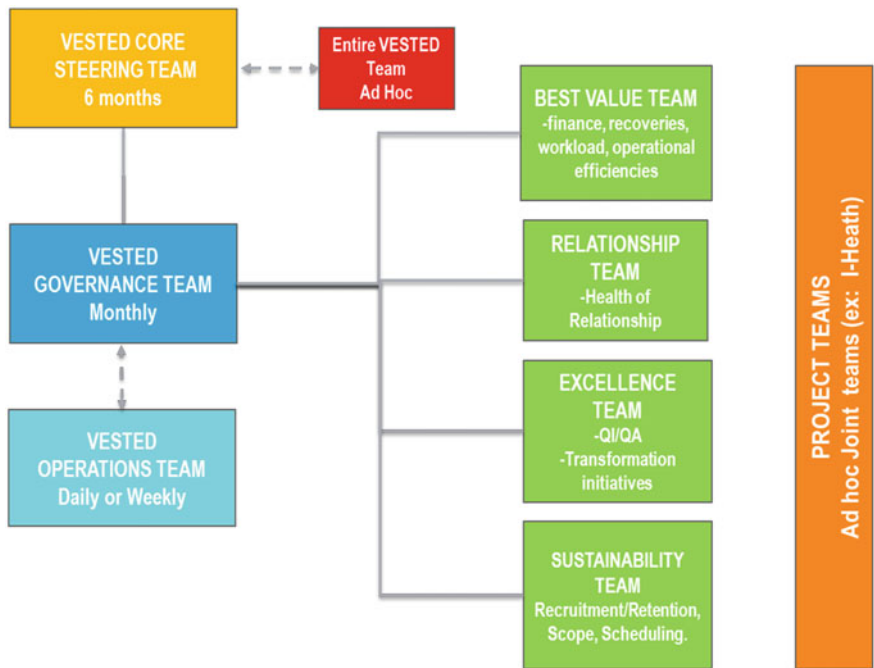 VESTED CORE
STEERING TEAM
6 months
Entire VESTED
Team
Ad Hoc
VESTED
GOVERNANCE TEAM
Monthly
VESTED
OPERATIONS TEAM
Daily or Weekly
BEST VALUE TEAM
-finance, recoveries,
workload, operational
efficiencies
RELATIONSHIP
TEAM
-Health of
Relationship
EXCELLENCE
TEAM
-QI/QA
-Transformation
initiatives
SUSTAINABILITY
TEAM
Recruitment/Retention,
Scope, Scheduling.
PROJECT TEAMS
Ad hoc Joint teams (ex: I-Heath)